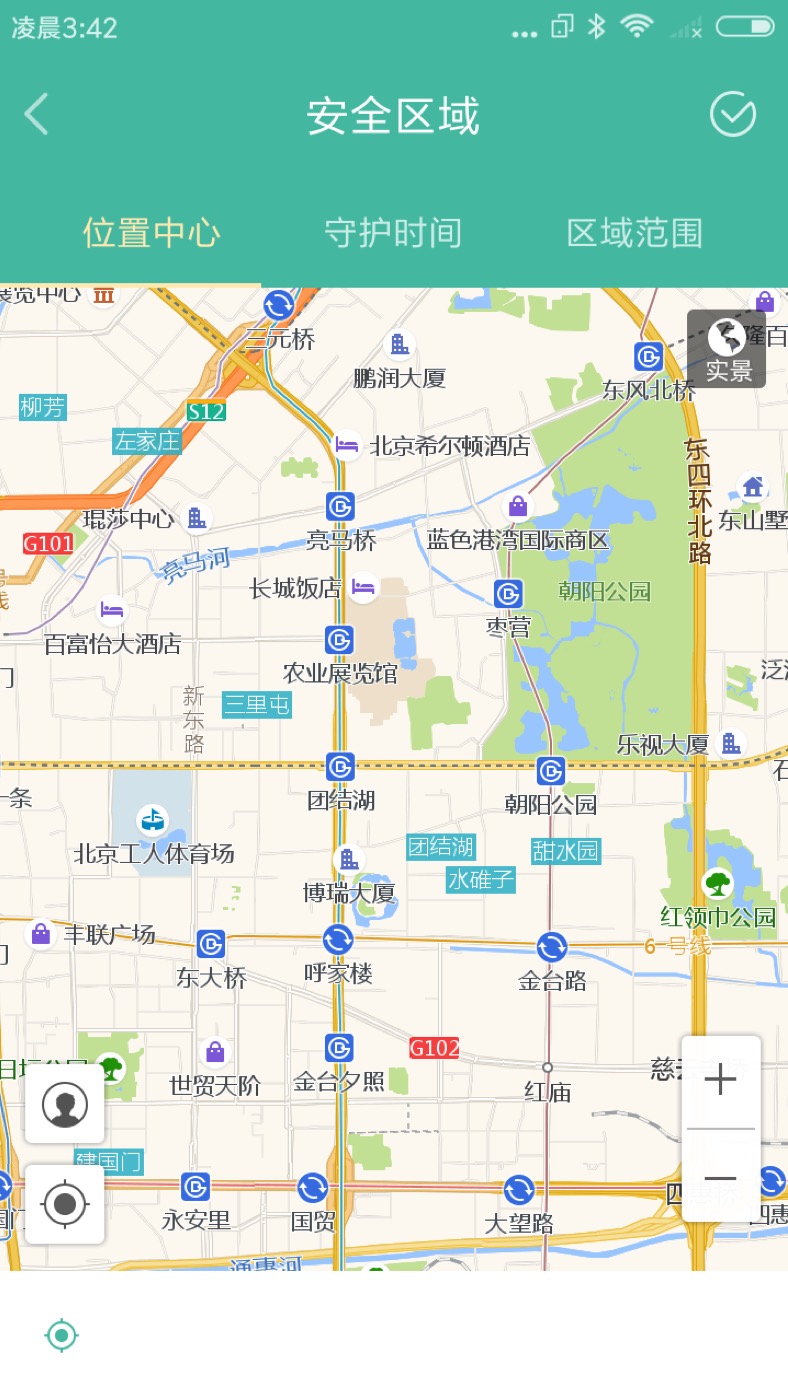 凌晨3:42
安全区域
位置中心
守护时间
区域范围
展览中心
三元桥
实景
鹏润大厦
东风北桥
柳芳
S12
左家庄
北京希尔顿酒店
东四环北路
琨莎中心
亮马桥
蓝色港湾国际商区
东山墅
G101
亮马河
长城饭店
朝阳公园
枣营
百富怡大酒店
农业展览馆
新东路
三里屯
乐视大厦
团结湖
朝阳公园
北京工人体育场
团结湖
甜水园
水碓子
博瑞大厦
红领巾公园
丰联广场
6 号线
东大桥
呼家楼
金台路
G102
世贸天阶
金台夕照
红庙
建国门
永安里
国贸
大望路
四惠
通惠河